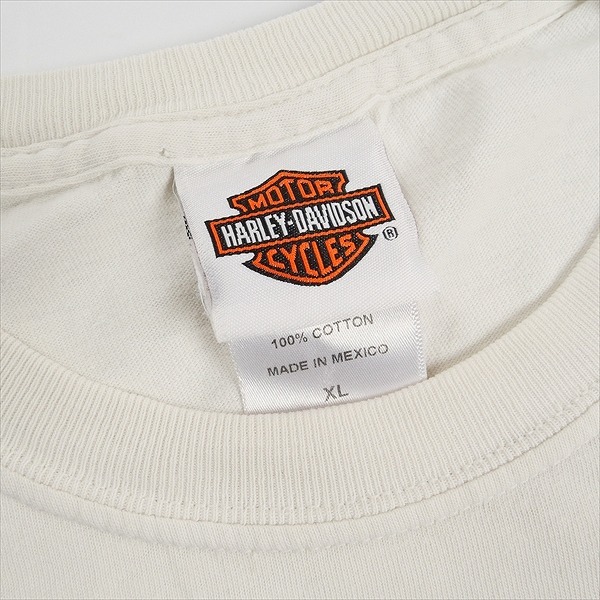 MOTOR
HARLEY-DAVIDSON
CYCLES
®
100% COTTON
MADE IN MEXICO
XL